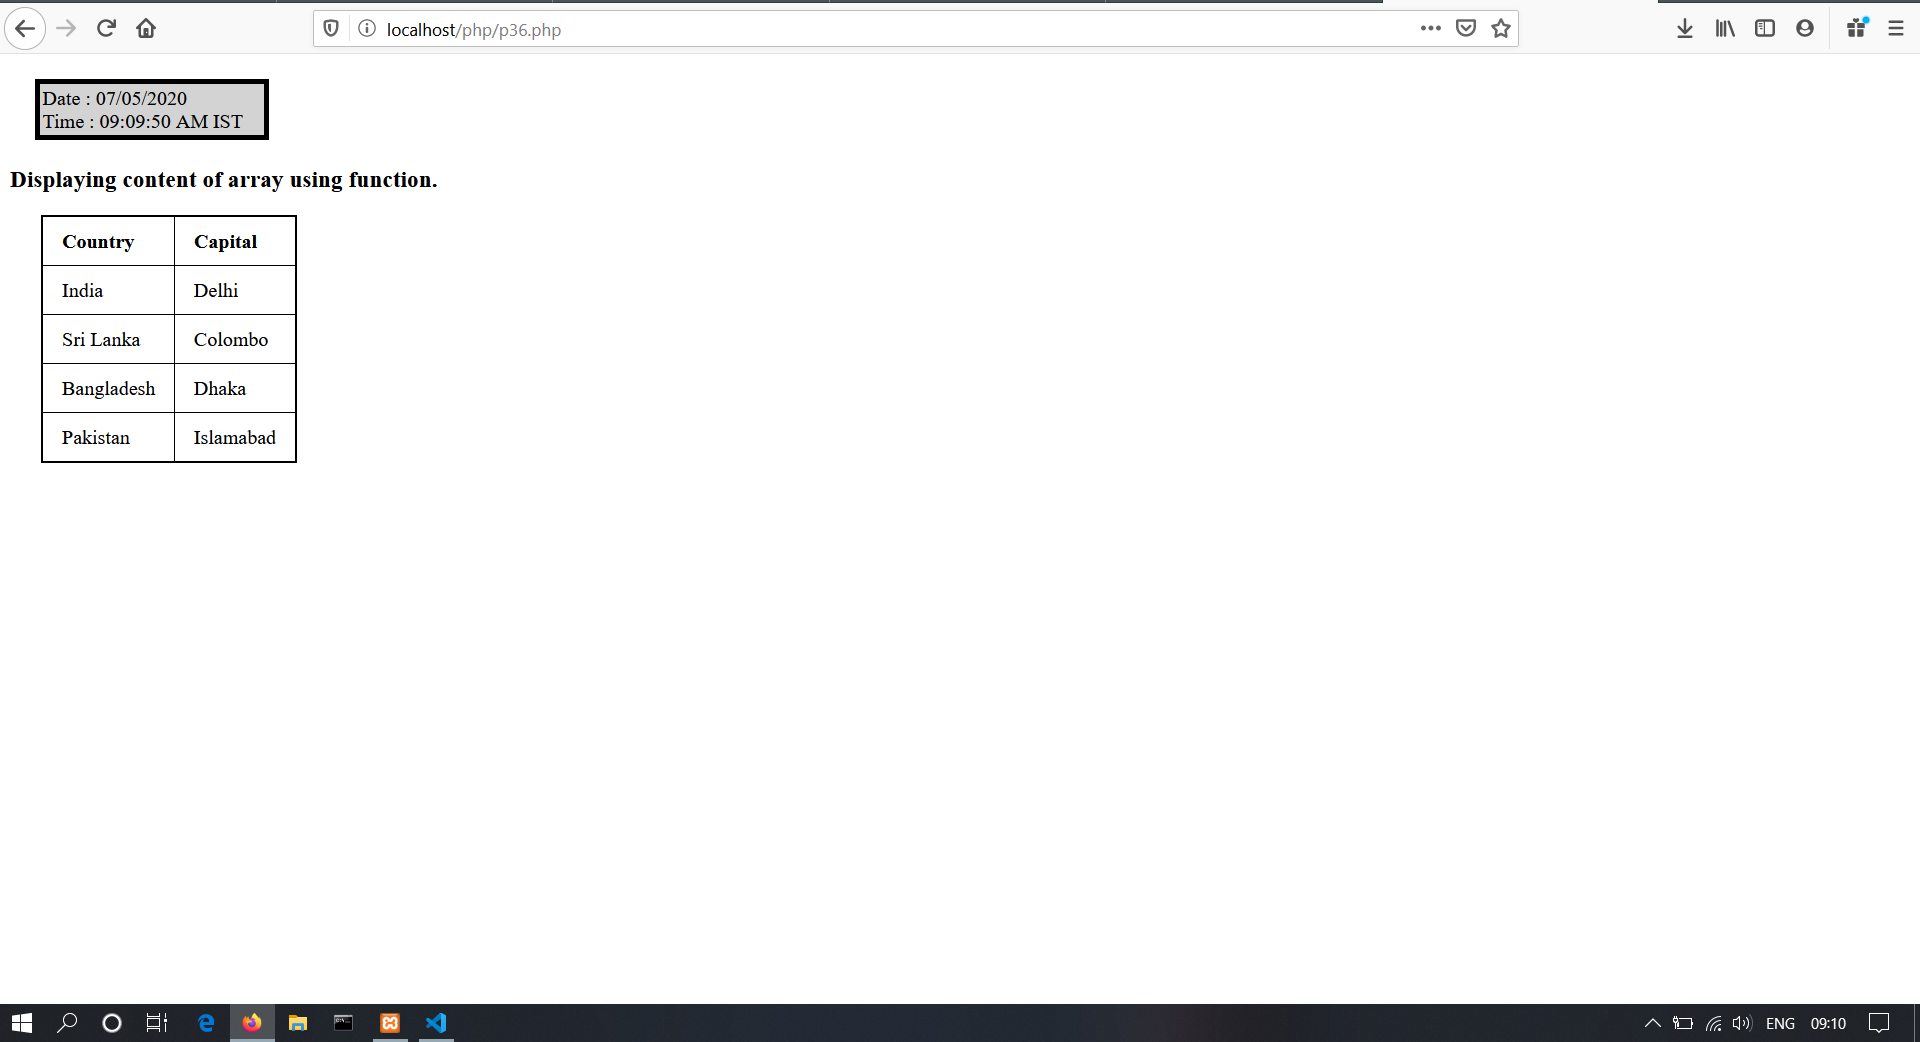 localhost/php/p36.php
Date : 07/05/2020
Time : 09:09:50 AM IST
Displaying content of array using function.
Country Capital
India Delhi
Sri Lanka Colombo
Bangladesh Dhaka
Pakistan Islamabad
ENG 09:10